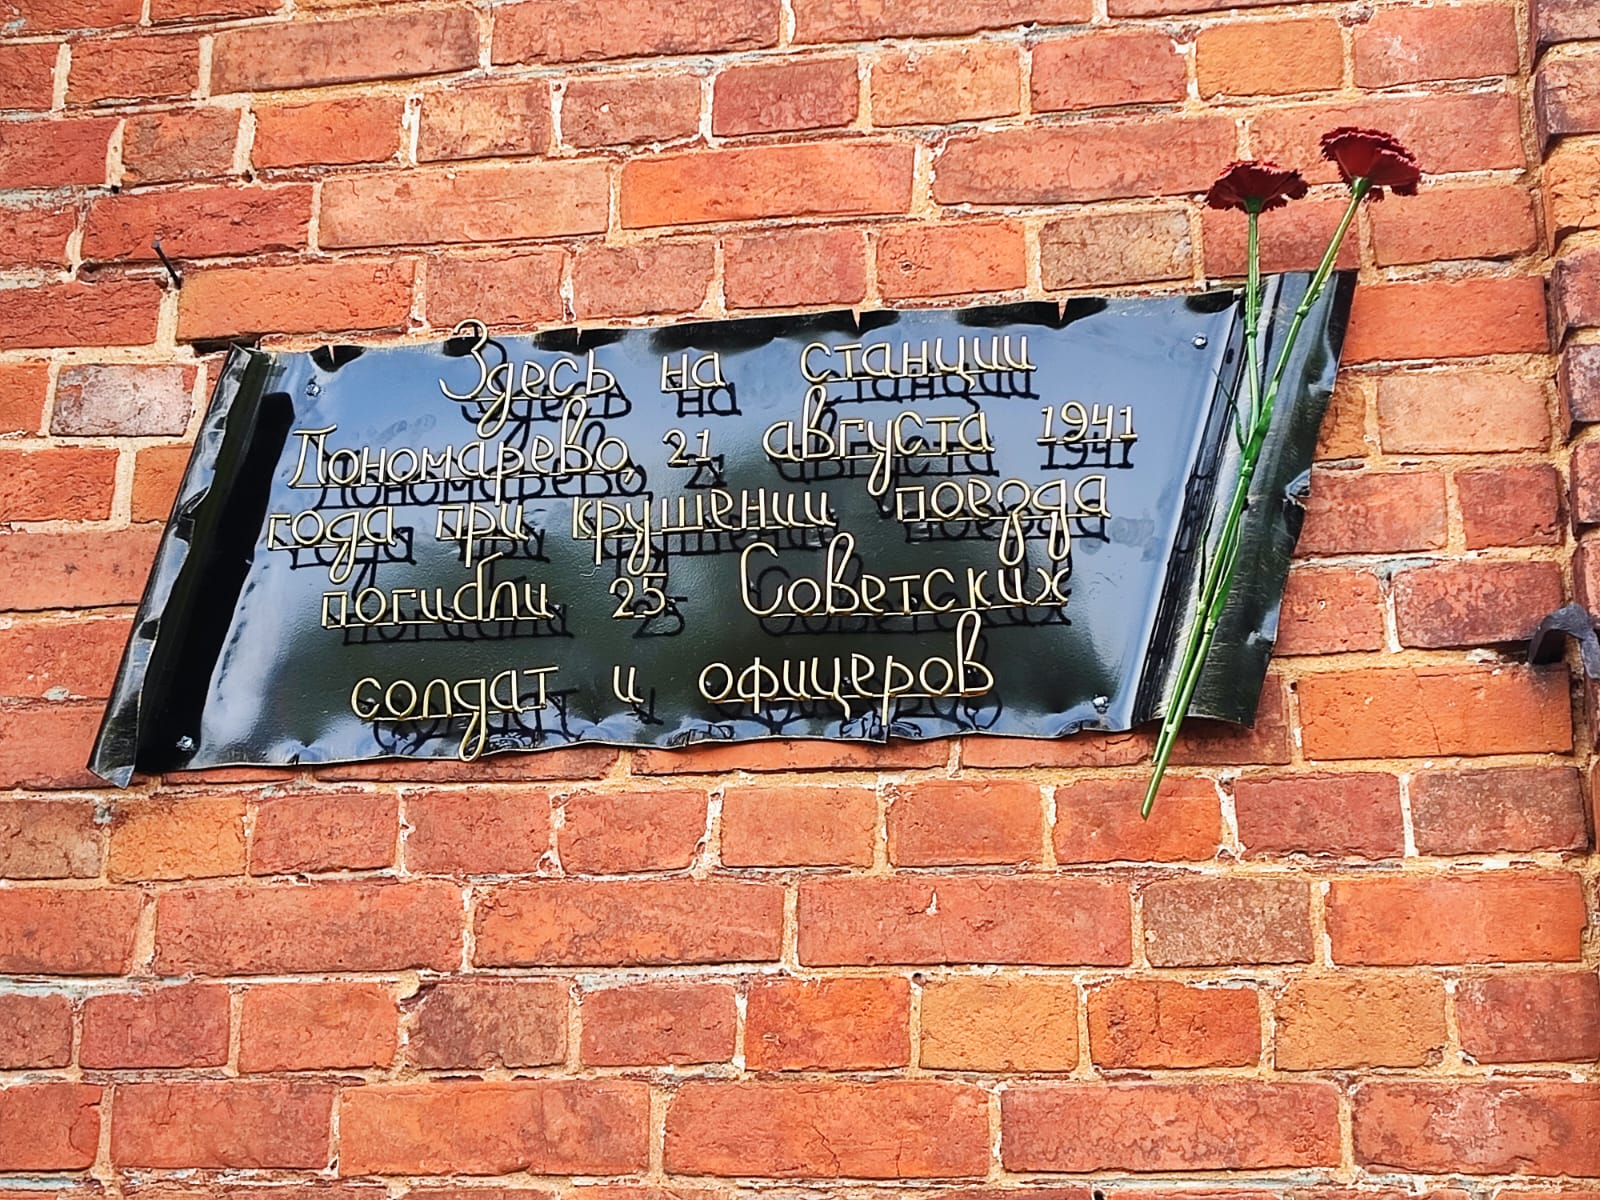 Здесь на станции
Пономарево, 21 августа 1941
года при крушении поезда
погибли 25 Советских
солдат и офицеров